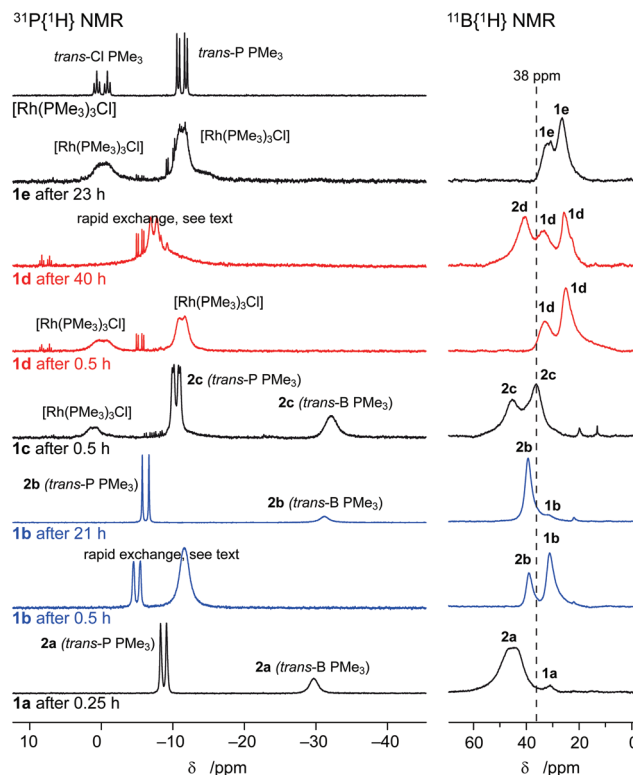 ³¹P{¹H} NMR
¹¹B{¹H} NMR
trans-Cl PMe₃
trans-P PMe₃
38 ppm
[Rh(PMe₃)₃Cl]
[Rh(PMe₃)₃Cl]
[Rh(PMe₃)₃Cl]
1e
1e
1e after 23 h
rapid exchange, see text
2d
1d
1d
1d after 40 h
[Rh(PMe₃)₃Cl]
[Rh(PMe₃)₃Cl]
1d
1d
1d after 0.5 h
2c (trans-P PMe₃)
2c (trans-B PMe₃)
[Rh(PMe₃)₃Cl]
2c
2c
1c after 0.5 h
2b (trans-P PMe₃)
2b (trans-B PMe₃)
2b
1b
1b after 21 h
rapid exchange, see text
2b
1b
1b after 0.5 h
2a (trans-P PMe₃)
2a (trans-B PMe₃)
2a
1a
1a after 0.25 h
10 0 −10 −20 −30 −40
60 40 20 0
δ /ppm
δ /ppm